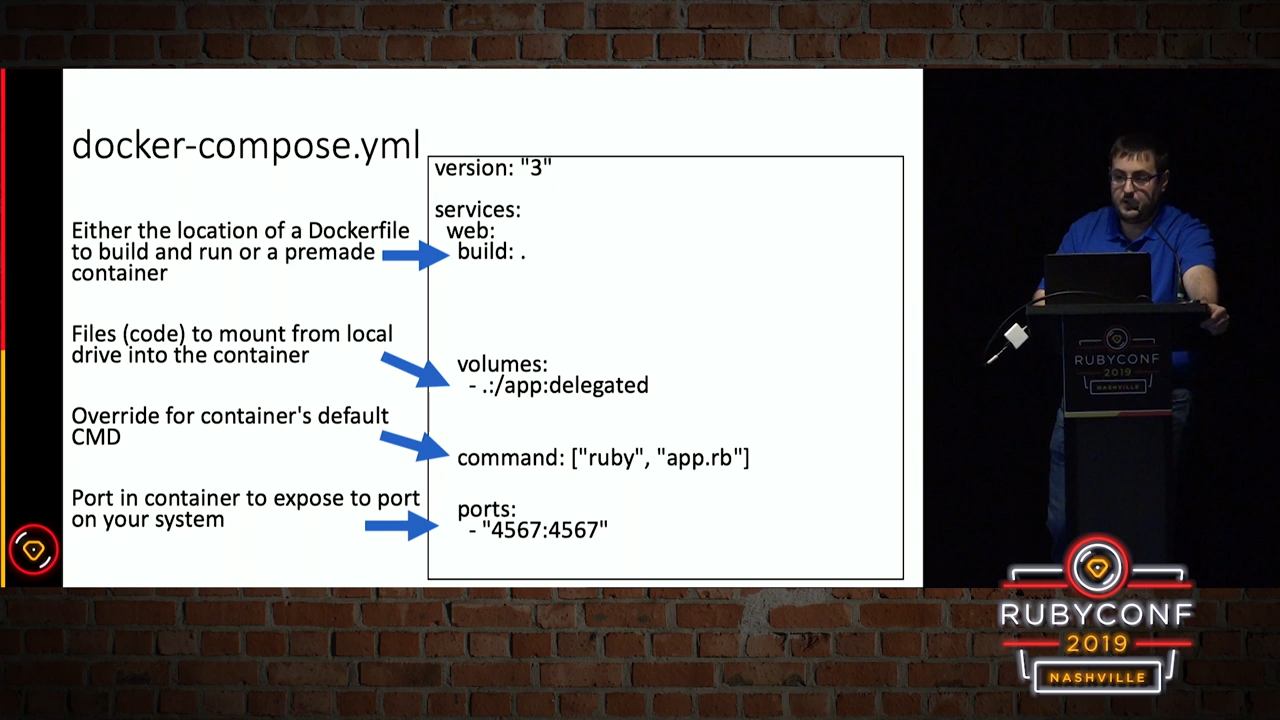 docker-compose.yml
Either the location of a Dockerfile
to build and run or a premade
container
Files (code) to mount from local
drive into the container
Override for container's default
CMD
Port in container to expose to port
on your system
version: "3"
services:
web:
build: .
volumes:
- .:/app:delegated
command: ["ruby", "app.rb"]
ports:
- "4567:4567"
RUBYCONF
2019
NASHVILLE
RUBYCONF
2019
NASHVILLE